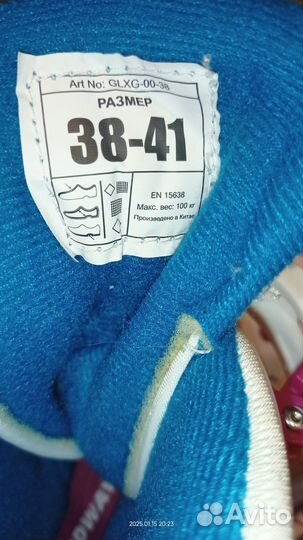 Art No: GLXG-00-38
РАЗМЕР
38-41
EN 15638
Макс. вес: 100 кг
Произведено в Китае
2025.01.15 20:23
Avito